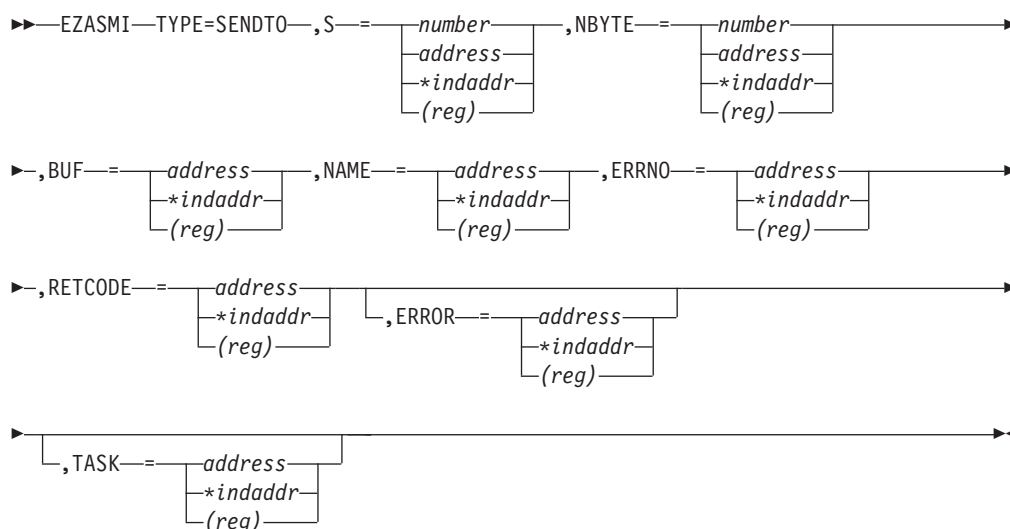 EZASMI TYPE=SENDTO ,S = number ,NBYTE = number
address address
*indaddr *indaddr
(reg) (reg)
,BUF = address ,NAME = address ,ERRNO = address
*indaddr *indaddr *indaddr
(reg) (reg) (reg)
,RETCODE = address
*indaddr ,ERROR = address
(reg) *indaddr
(reg)
,TASK = address
*indaddr
(reg)